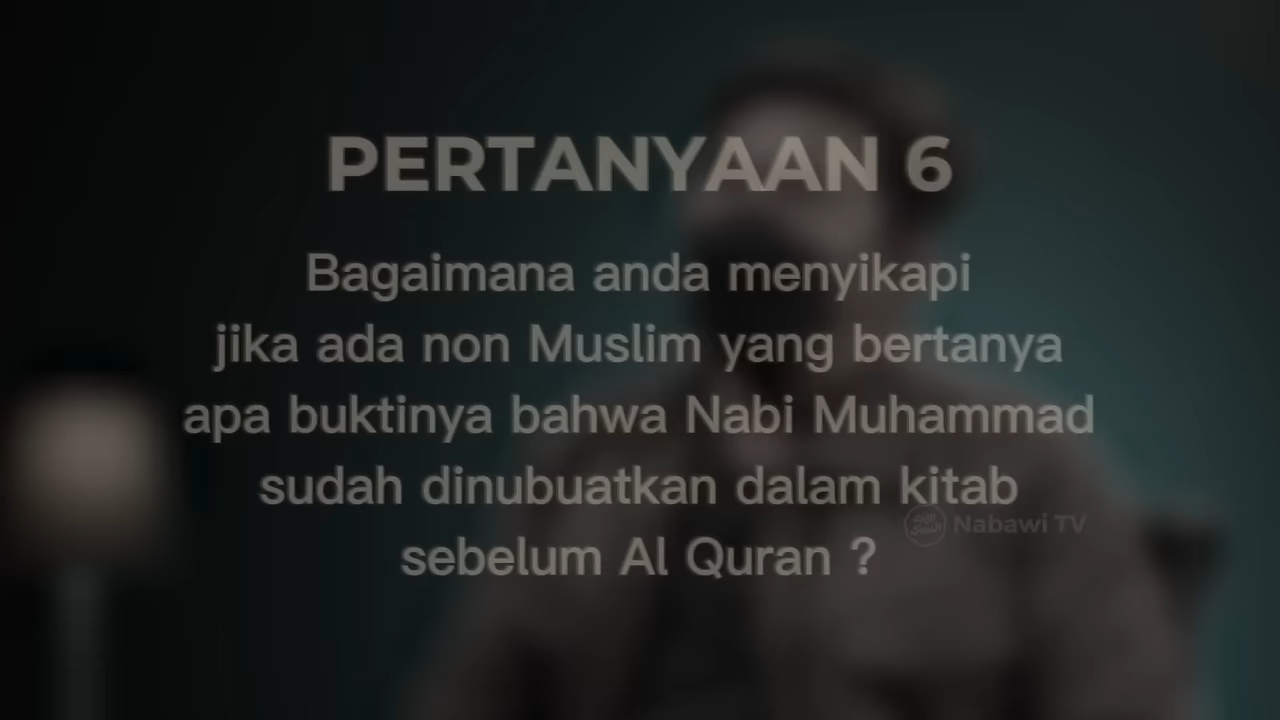 PERTANYAAN 6
Bagaimana anda menyikapi
jika ada non Muslim yang bertanya
apa buktinya bahwa Nabi Muhammad
sudah dinubuatkan dalam kitab
Nabawi TV
sebelum Al Quran ?